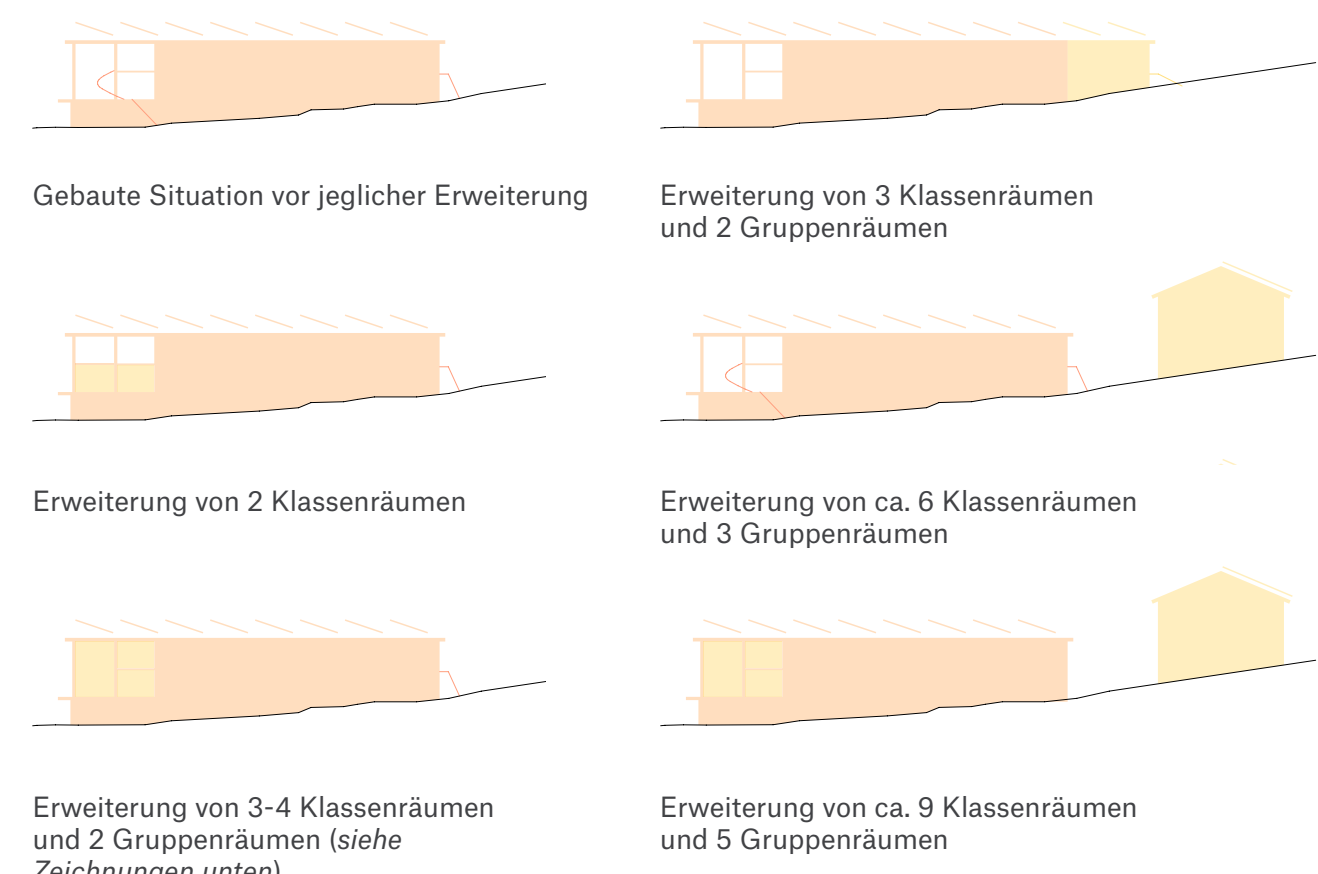 Gebaute Situation vor jeglicher Erweiterung
Erweiterung von 3 Klassenräumen
und 2 Gruppenräumen
Erweiterung von 2 Klassenräumen
Erweiterung von ca. 6 Klassenräumen
und 3 Gruppenräumen
Erweiterung von 3-4 Klassenräumen
und 2 Gruppenräumen (siehe
Zeichnungen unten)
Erweiterung von ca. 9 Klassenräumen
und 5 Gruppenräumen